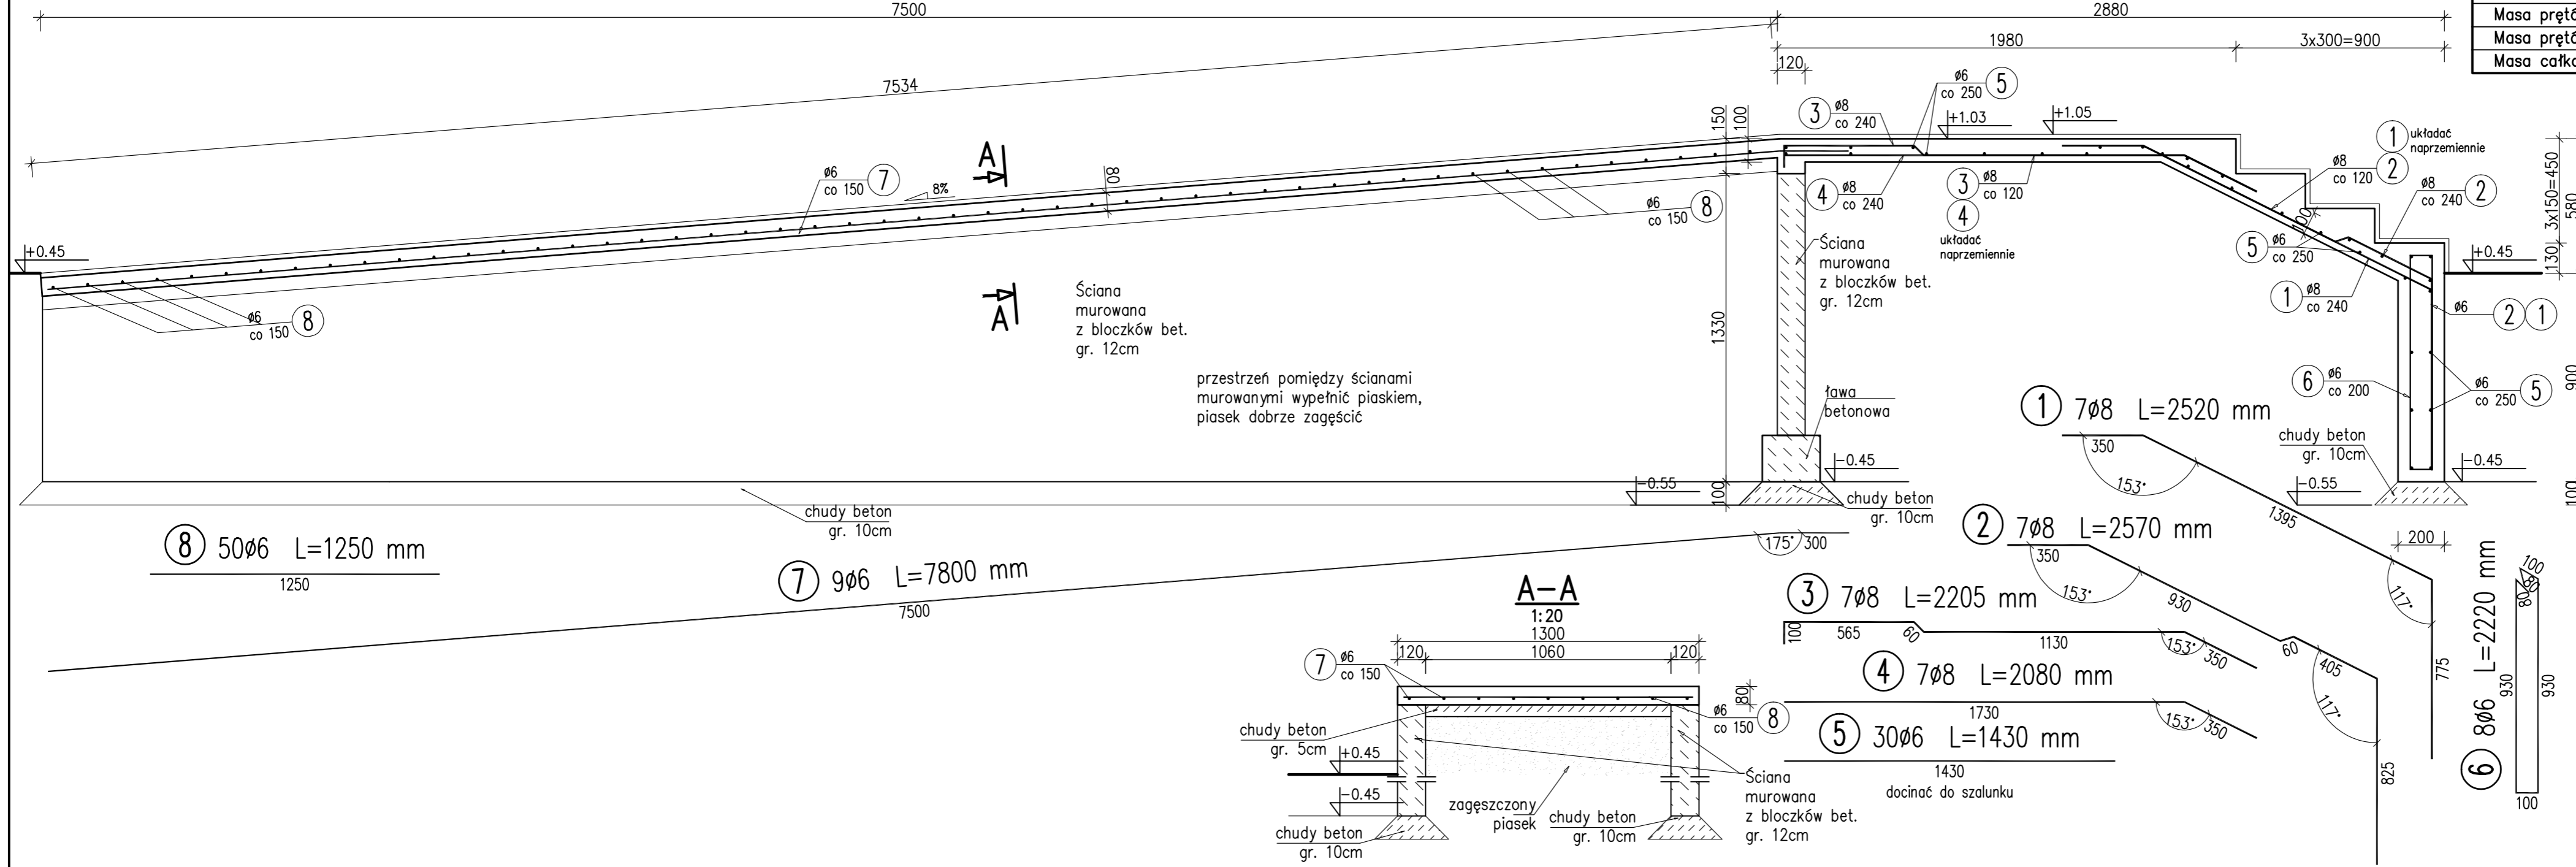 7500
2880
Masa pręt
Masa pręt
Masa całk
1980
3x300=900
120
7534
ø6
co 250
5
3
ø8
co 240
150
100
+1.03
+1.05
1
układać
naprzemiennie
ø8
co 120
2
A
80
ø6
co 150
7
8%
4
ø8
co 240
3
ø8
co 120
4
układać
naprzemiennie
ø8
co 240
2
3x150=450
580
130
ø6
co 150
8
+0.45
100
5
ø6
co 250
+0.45
Ściana
murowana
z bloczków bet.
gr. 12cm
1
ø8
co 240
ø6
2
1
A
Ściana
murowana
z bloczków bet.
gr. 12cm
ø6
co 150
8
1330
przestrzeń pomiędzy ścianami
murowanymi wypełnić piaskiem,
piasek dobrze zagęścić
ława
betonowa
6
ø6
co 200
ø6
co 250
5
900
1
7ø8 L=2520 mm
350
153°
1395
117°
775
chudy beton
gr. 10cm
-0.45
-0.45
-0.55
-0.55
100
100
chudy beton
gr. 10cm
chudy beton
gr. 10cm
200
8
50ø6 L=1250 mm
1250
7
9ø6 L=7800 mm
7500
175°
300
2
7ø8 L=2570 mm
350
153°
930
60
405
117°
825
3
7ø8 L=2205 mm
100
565
60
1130
153°
350
4
7ø8 L=2080 mm
1730
153°
350
5
30ø6 L=1430 mm
1430
docinać do szalunku
6
8ø6 L=2220 mm
100
80
80
930
930
100
A-A
1:20
1300
120
1060
120
7
ø6
co 150
80
ø6
co 150
8
chudy beton
gr. 5cm
+0.45
-0.45
zagęszczony
piasek
chudy beton
gr. 10cm
chudy beton
gr. 10cm
Ściana
murowana
z bloczków bet.
gr. 12cm